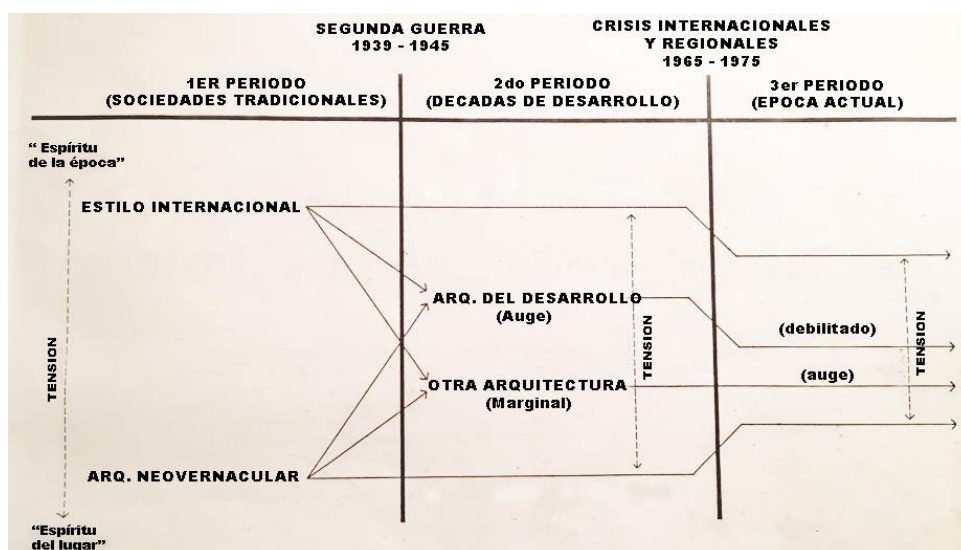 SEGUNDA GUERRA
1939 - 1945
CRISIS INTERNACIONALES
Y REGIONALES
1965 - 1975
1ER PERIODO
(SOCIEDADES TRADICIONALES)
2do PERIODO
(DECADAS DE DESARROLLO)
3er PERIODO
(EPOCA ACTUAL)
“ Espíritu
de la época”
ESTILO INTERNACIONAL
ARQ. DEL DESARROLLO
(Auge)
(debilitado)
TENSION
TENSION
TENSION
(auge)
OTRA ARQUITECTURA
(Marginal)
ARQ. NEOVERNACULAR
“Espíritu
del lugar”